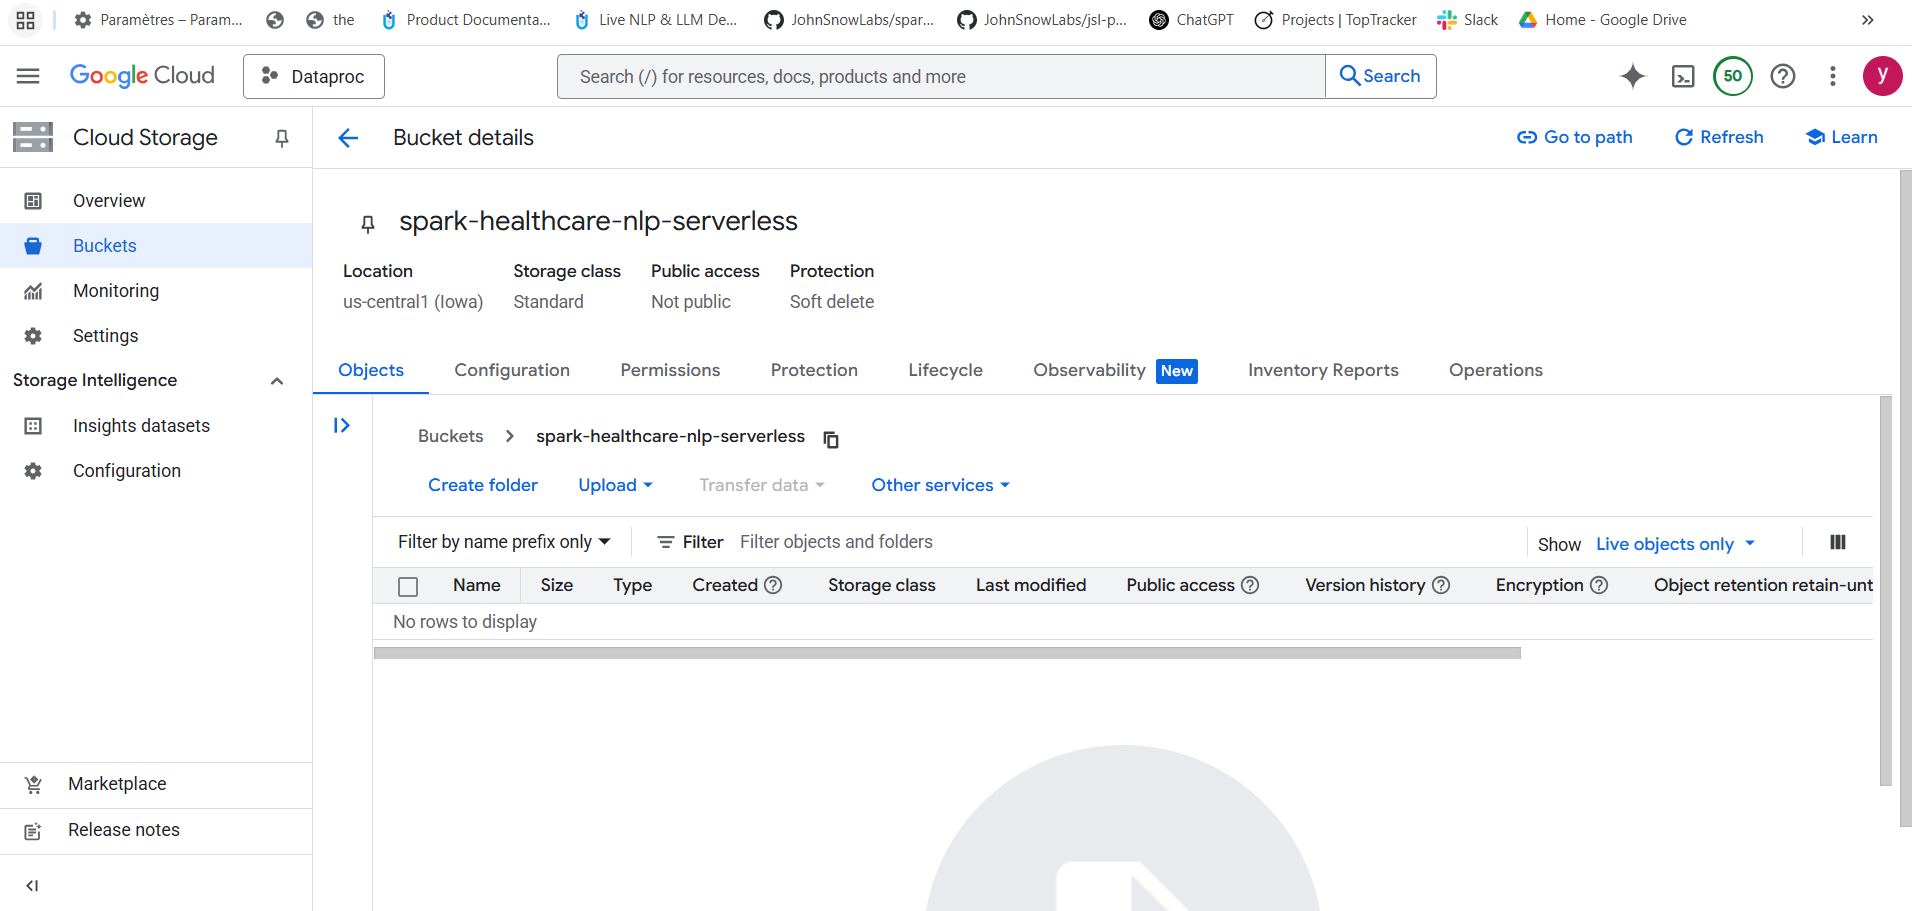 Paramètres – Param...
the
Product Documenta...
Live NLP & LLM De...
JohnSnowLabs/spar...
JohnSnowLabs/jsl-p...
ChatGPT
Projects | TopTracker
Slack
Home - Google Drive
Google Cloud
Dataproc
Search (/) for resources, docs, products and more
Search
50
y
Cloud Storage
Bucket details
Go to path
Refresh
Learn
Overview
Buckets
Monitoring
Settings
Storage Intelligence
Insights datasets
Configuration
Marketplace
Release notes
spark-healthcare-nlp-serverless
Location Storage class Public access Protection
us-central1 (Iowa) Standard Not public Soft delete
Objects Configuration Permissions Protection Lifecycle Observability New Inventory Reports Operations
Buckets > spark-healthcare-nlp-serverless
Create folder Upload Transfer data Other services
Filter by name prefix only Filter Filter objects and folders Show Live objects only
Name Size Type Created Storage class Last modified Public access Version history Encryption Object retention retain-unt
No rows to display